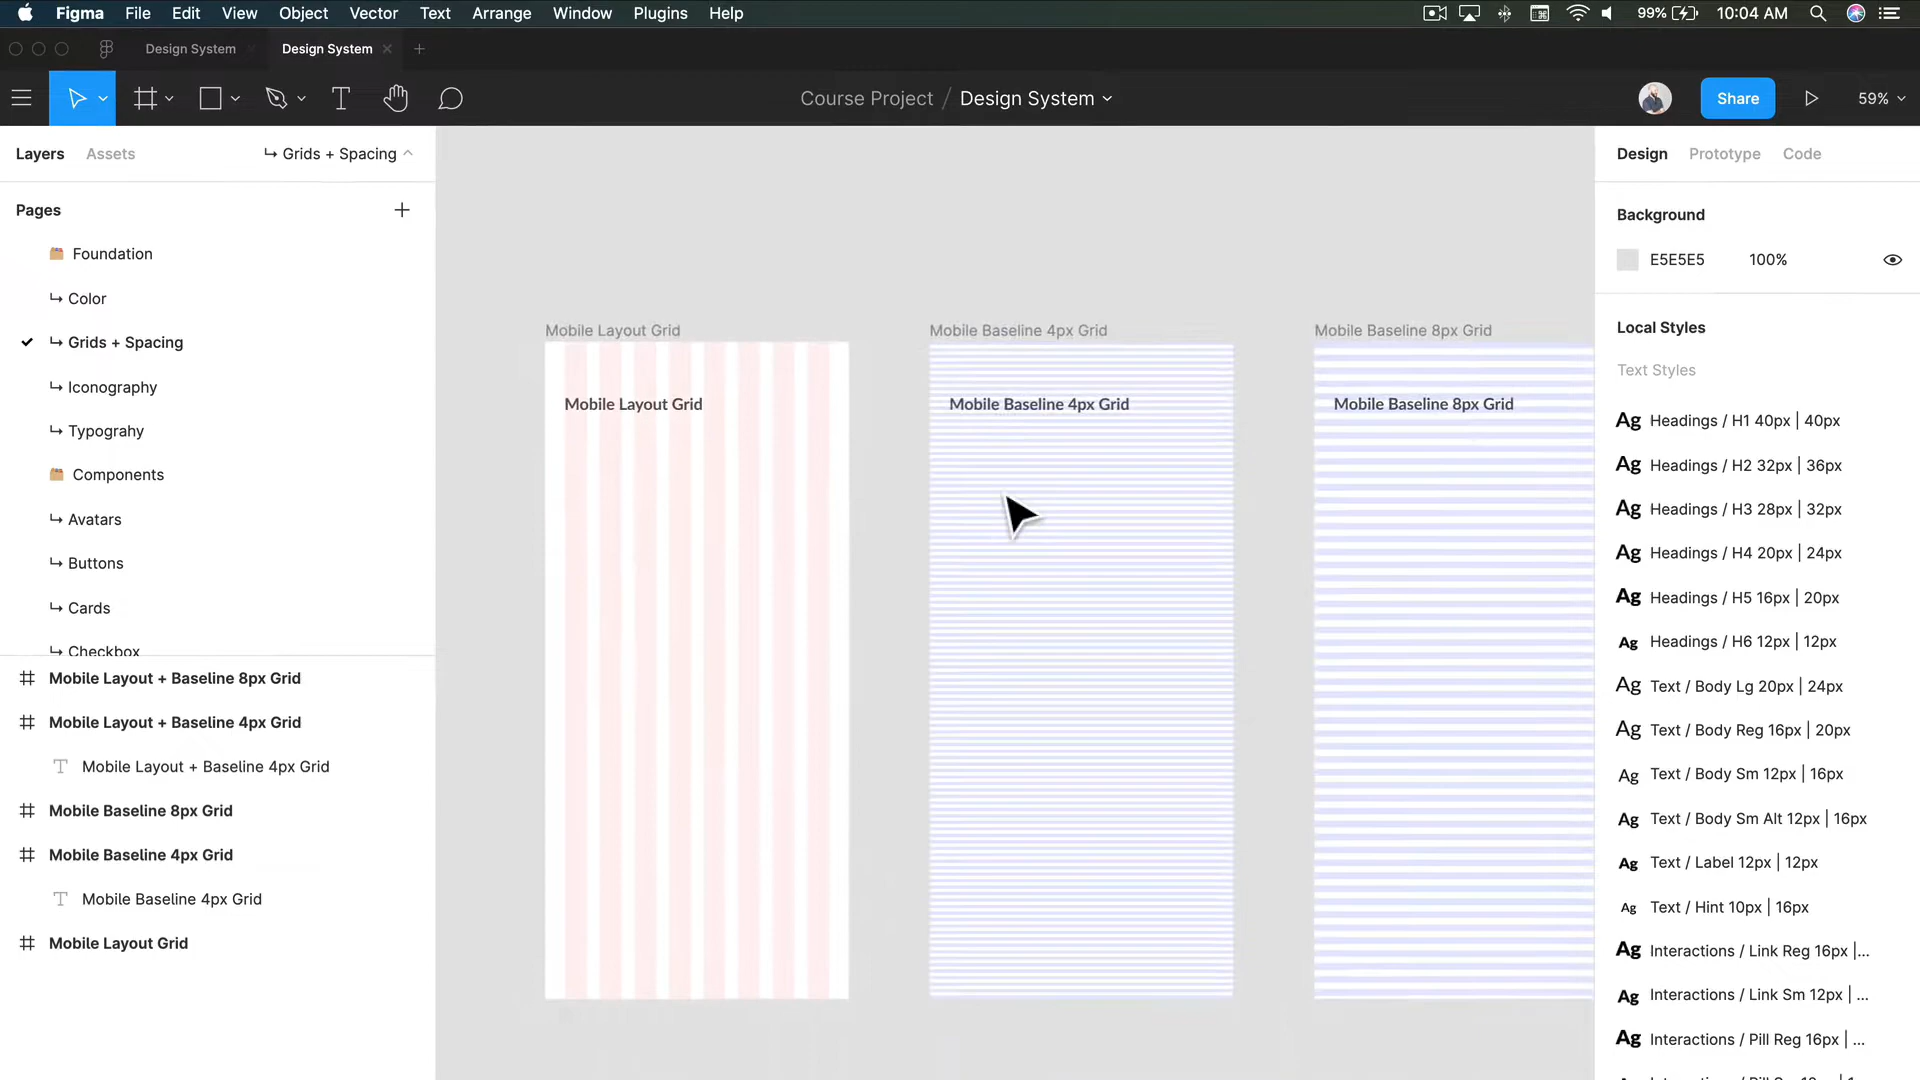 Figma File Edit View Object Vector Text Arrange Window Plugins Help 99% 10:04 AM
Design System Design System
Course Project / Design System Share 59%
Layers Assets Grids + Spacing
Pages
Foundation
Color
Grids + Spacing
Iconography
Typograhy
Components
Avatars
Buttons
Cards
Checkbox
Mobile Layout + Baseline 8px Grid
Mobile Layout + Baseline 4px Grid
Mobile Layout + Baseline 4px Grid
Mobile Baseline 8px Grid
Mobile Baseline 4px Grid
Mobile Baseline 4px Grid
Mobile Layout Grid
Mobile Layout Grid
Mobile Layout Grid
Mobile Baseline 4px Grid
Mobile Baseline 4px Grid
Mobile Baseline 8px Grid
Mobile Baseline 8px Grid
Design Prototype Code
Background
E5E5E5 100%
Local Styles
Text Styles
Ag Headings / H1 40px | 40px
Ag Headings / H2 32px | 36px
Ag Headings / H3 28px | 32px
Ag Headings / H4 20px | 24px
Ag Headings / H5 16px | 20px
Ag Headings / H6 12px | 12px
Ag Text / Body Lg 20px | 24px
Ag Text / Body Reg 16px | 20px
Ag Text / Body Sm 12px | 16px
Ag Text / Body Sm Alt 12px | 16px
Ag Text / Label 12px | 12px
Ag Text / Hint 10px | 16px
Ag Interactions / Link Reg 16px |...
Ag Interactions / Link Sm 12px | ...
Ag Interactions / Pill Reg 16px | ...